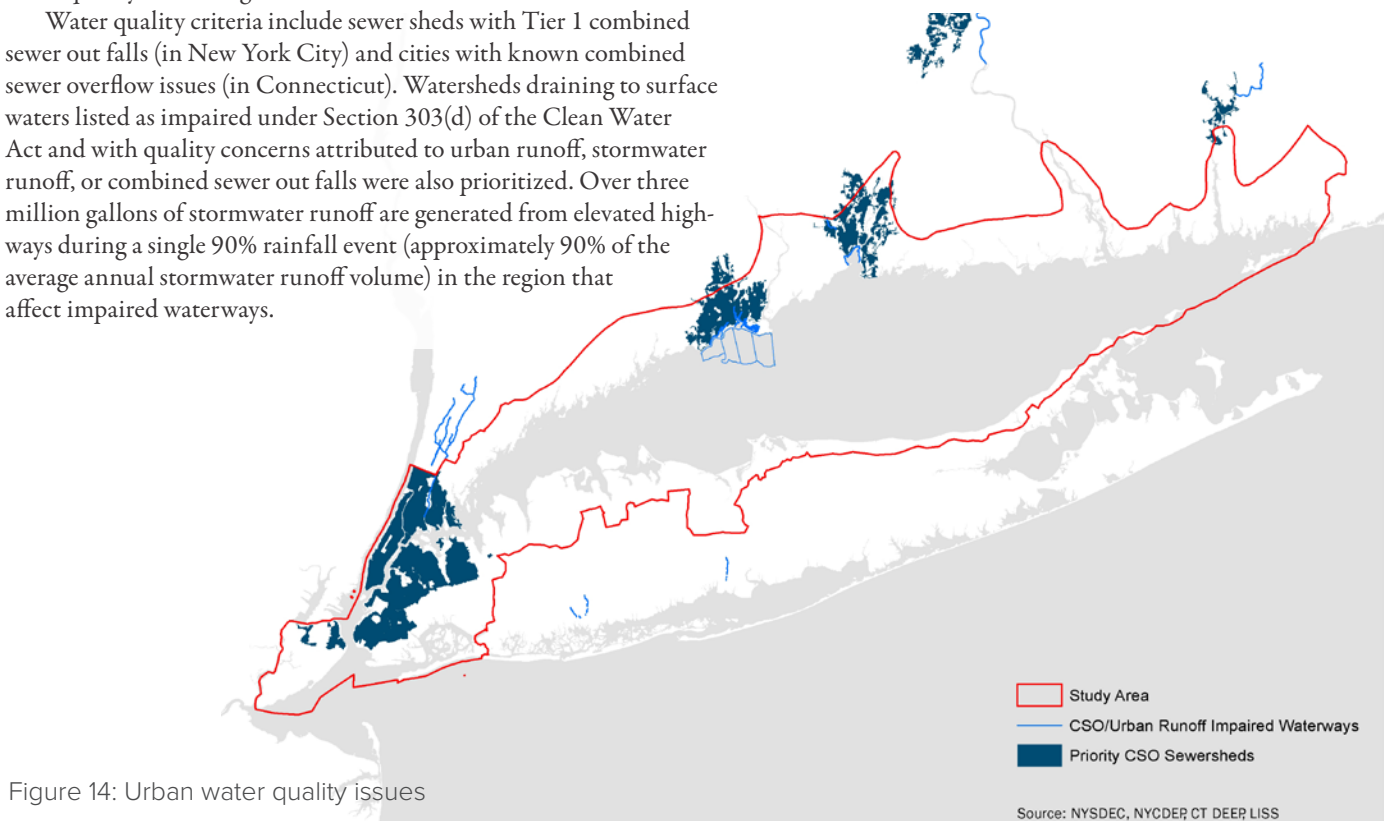 Water quality criteria include sewer sheds with Tier 1 combined
sewer out falls (in New York City) and cities with known combined
sewer overflow issues (in Connecticut). Watersheds draining to surface
waters listed as impaired under Section 303(d) of the Clean Water
Act and with quality concerns attributed to urban runoff, stormwater
runoff, or combined sewer out falls were also prioritized. Over three
million gallons of stormwater runoff are generated from elevated high-
ways during a single 90% rainfall event (approximately 90% of the
average annual stormwater runoff volume) in the region that
affect impaired waterways.
Study Area
CSO/Urban Runoff Impaired Waterways
Priority CSO Sewersheds
Figure 14: Urban water quality issues
Source: NYSDEC, NYCDEP, CT DEEP, LISS